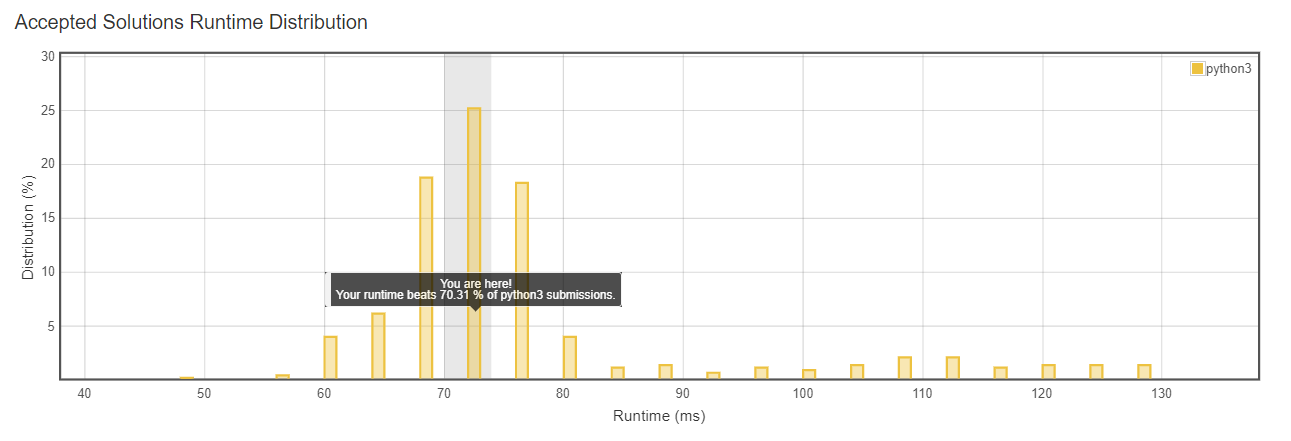 Accepted Solutions Runtime Distribution
30
python3
25
20
15
10
5
Distribution (%)
You are here!
Your runtime beats 70.31 % of python3 submissions.
40 50 60 70 80 90 100 110 120 130
Runtime (ms)